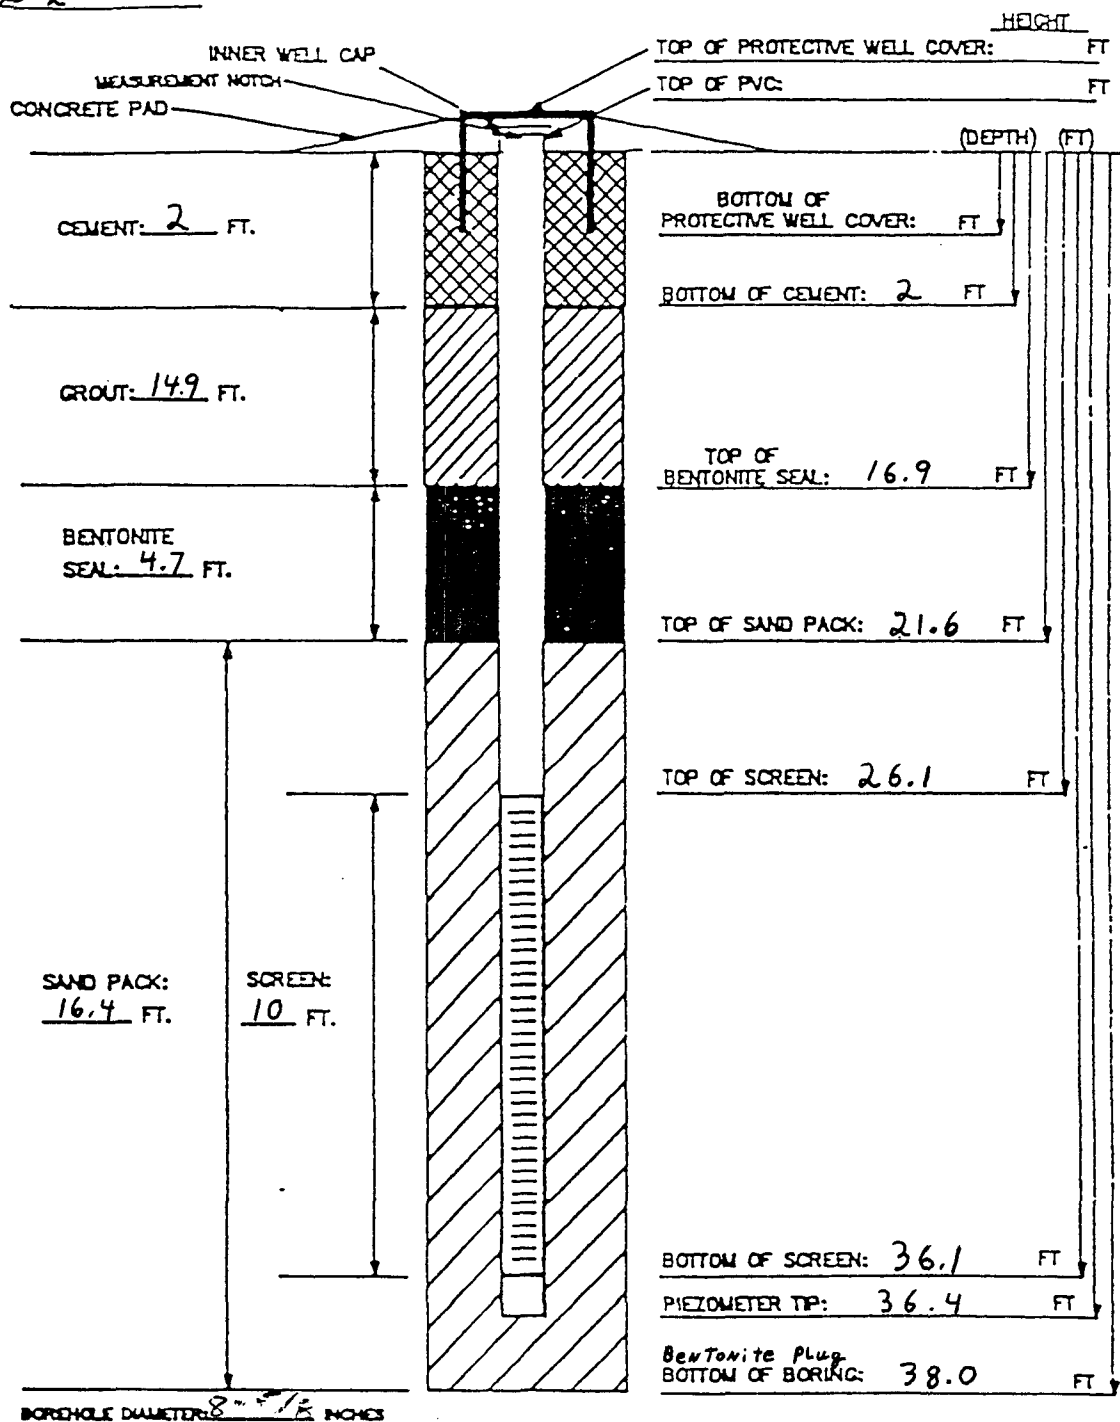 HEIGHT
INNER WELL CAP
TOP OF PROTECTIVE WELL COVER: FT
MEASUREMENT NOTCH
TOP OF PVC: FT
CONCRETE PAD
(DEPTH) (FT)
CEMENT: 2 FT.
BOTTOM OF
PROTECTIVE WELL COVER: FT
BOTTOM OF CEMENT: 2 FT
GROUT: 14.9 FT.
TOP OF
BENTONITE SEAL: 16.9 FT
BENTONITE
SEAL: 4.7 FT.
TOP OF SAND PACK: 21.6 FT
TOP OF SCREEN: 26.1 FT
SAND PACK:
16.4 FT.
SCREEN:
10 FT.
BOTTOM OF SCREEN: 36.1 FT
PIEZOMETER TIP: 36.4 FT
Bentonite Plug
BOTTOM OF BORING: 38.0 FT
BOREHOLE DIAMETER: INCHES